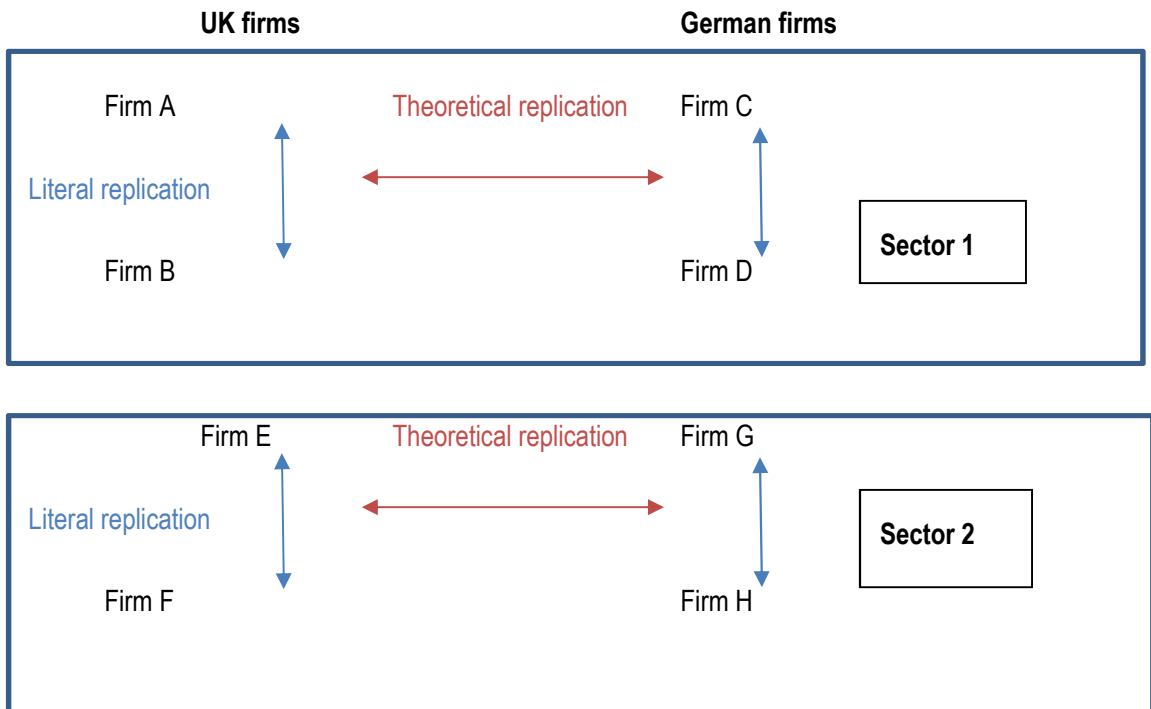 UK firms German firms
Firm A Theoretical replication Firm C
Literal replication
Sector 1
Firm B Firm D
Firm E Theoretical replication Firm G
Literal replication
Sector 2
Firm F Firm H